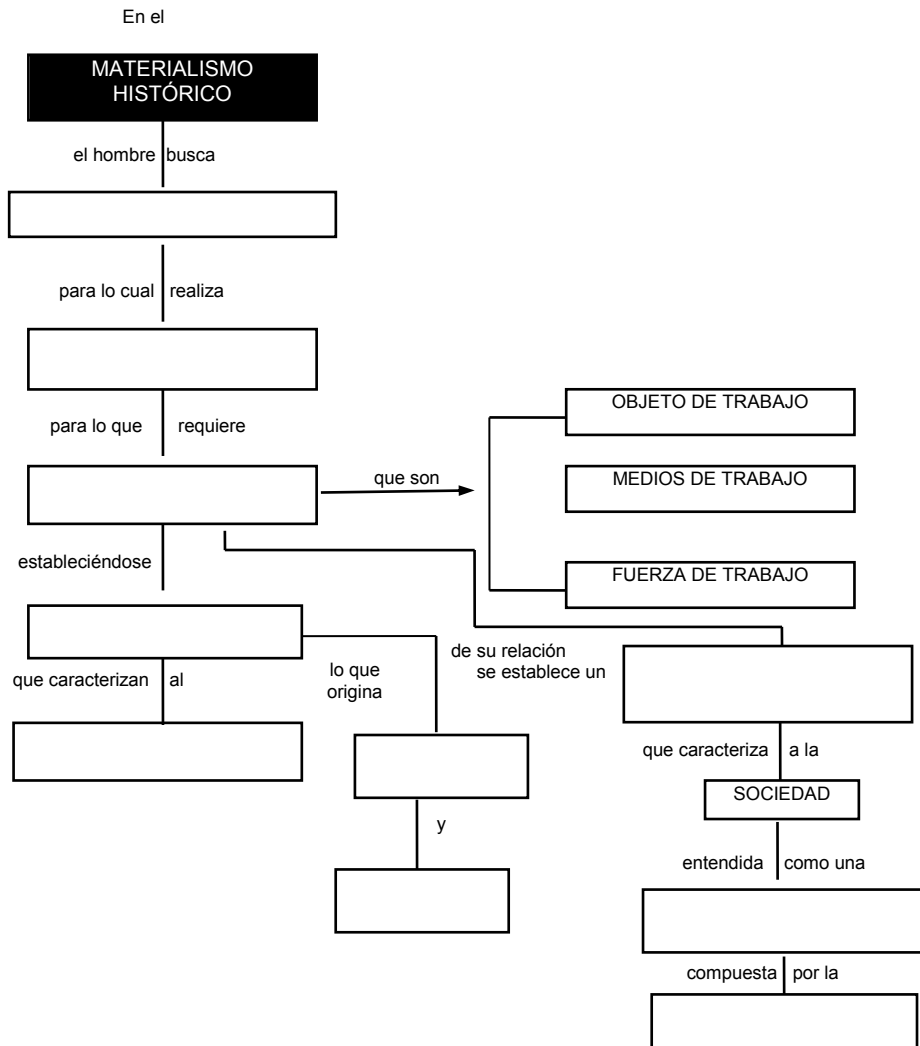 En el
MATERIALISMO
HISTÓRICO
el hombre busca
para lo cual realiza
para lo que requiere
que son
OBJETO DE TRABAJO
MEDIOS DE TRABAJO
FUERZA DE TRABAJO
estableciéndose
que caracterizan al
lo que
origina
de su relación
se establece un
que caracteriza a la
SOCIEDAD
y
entendida como una
compuesta por la